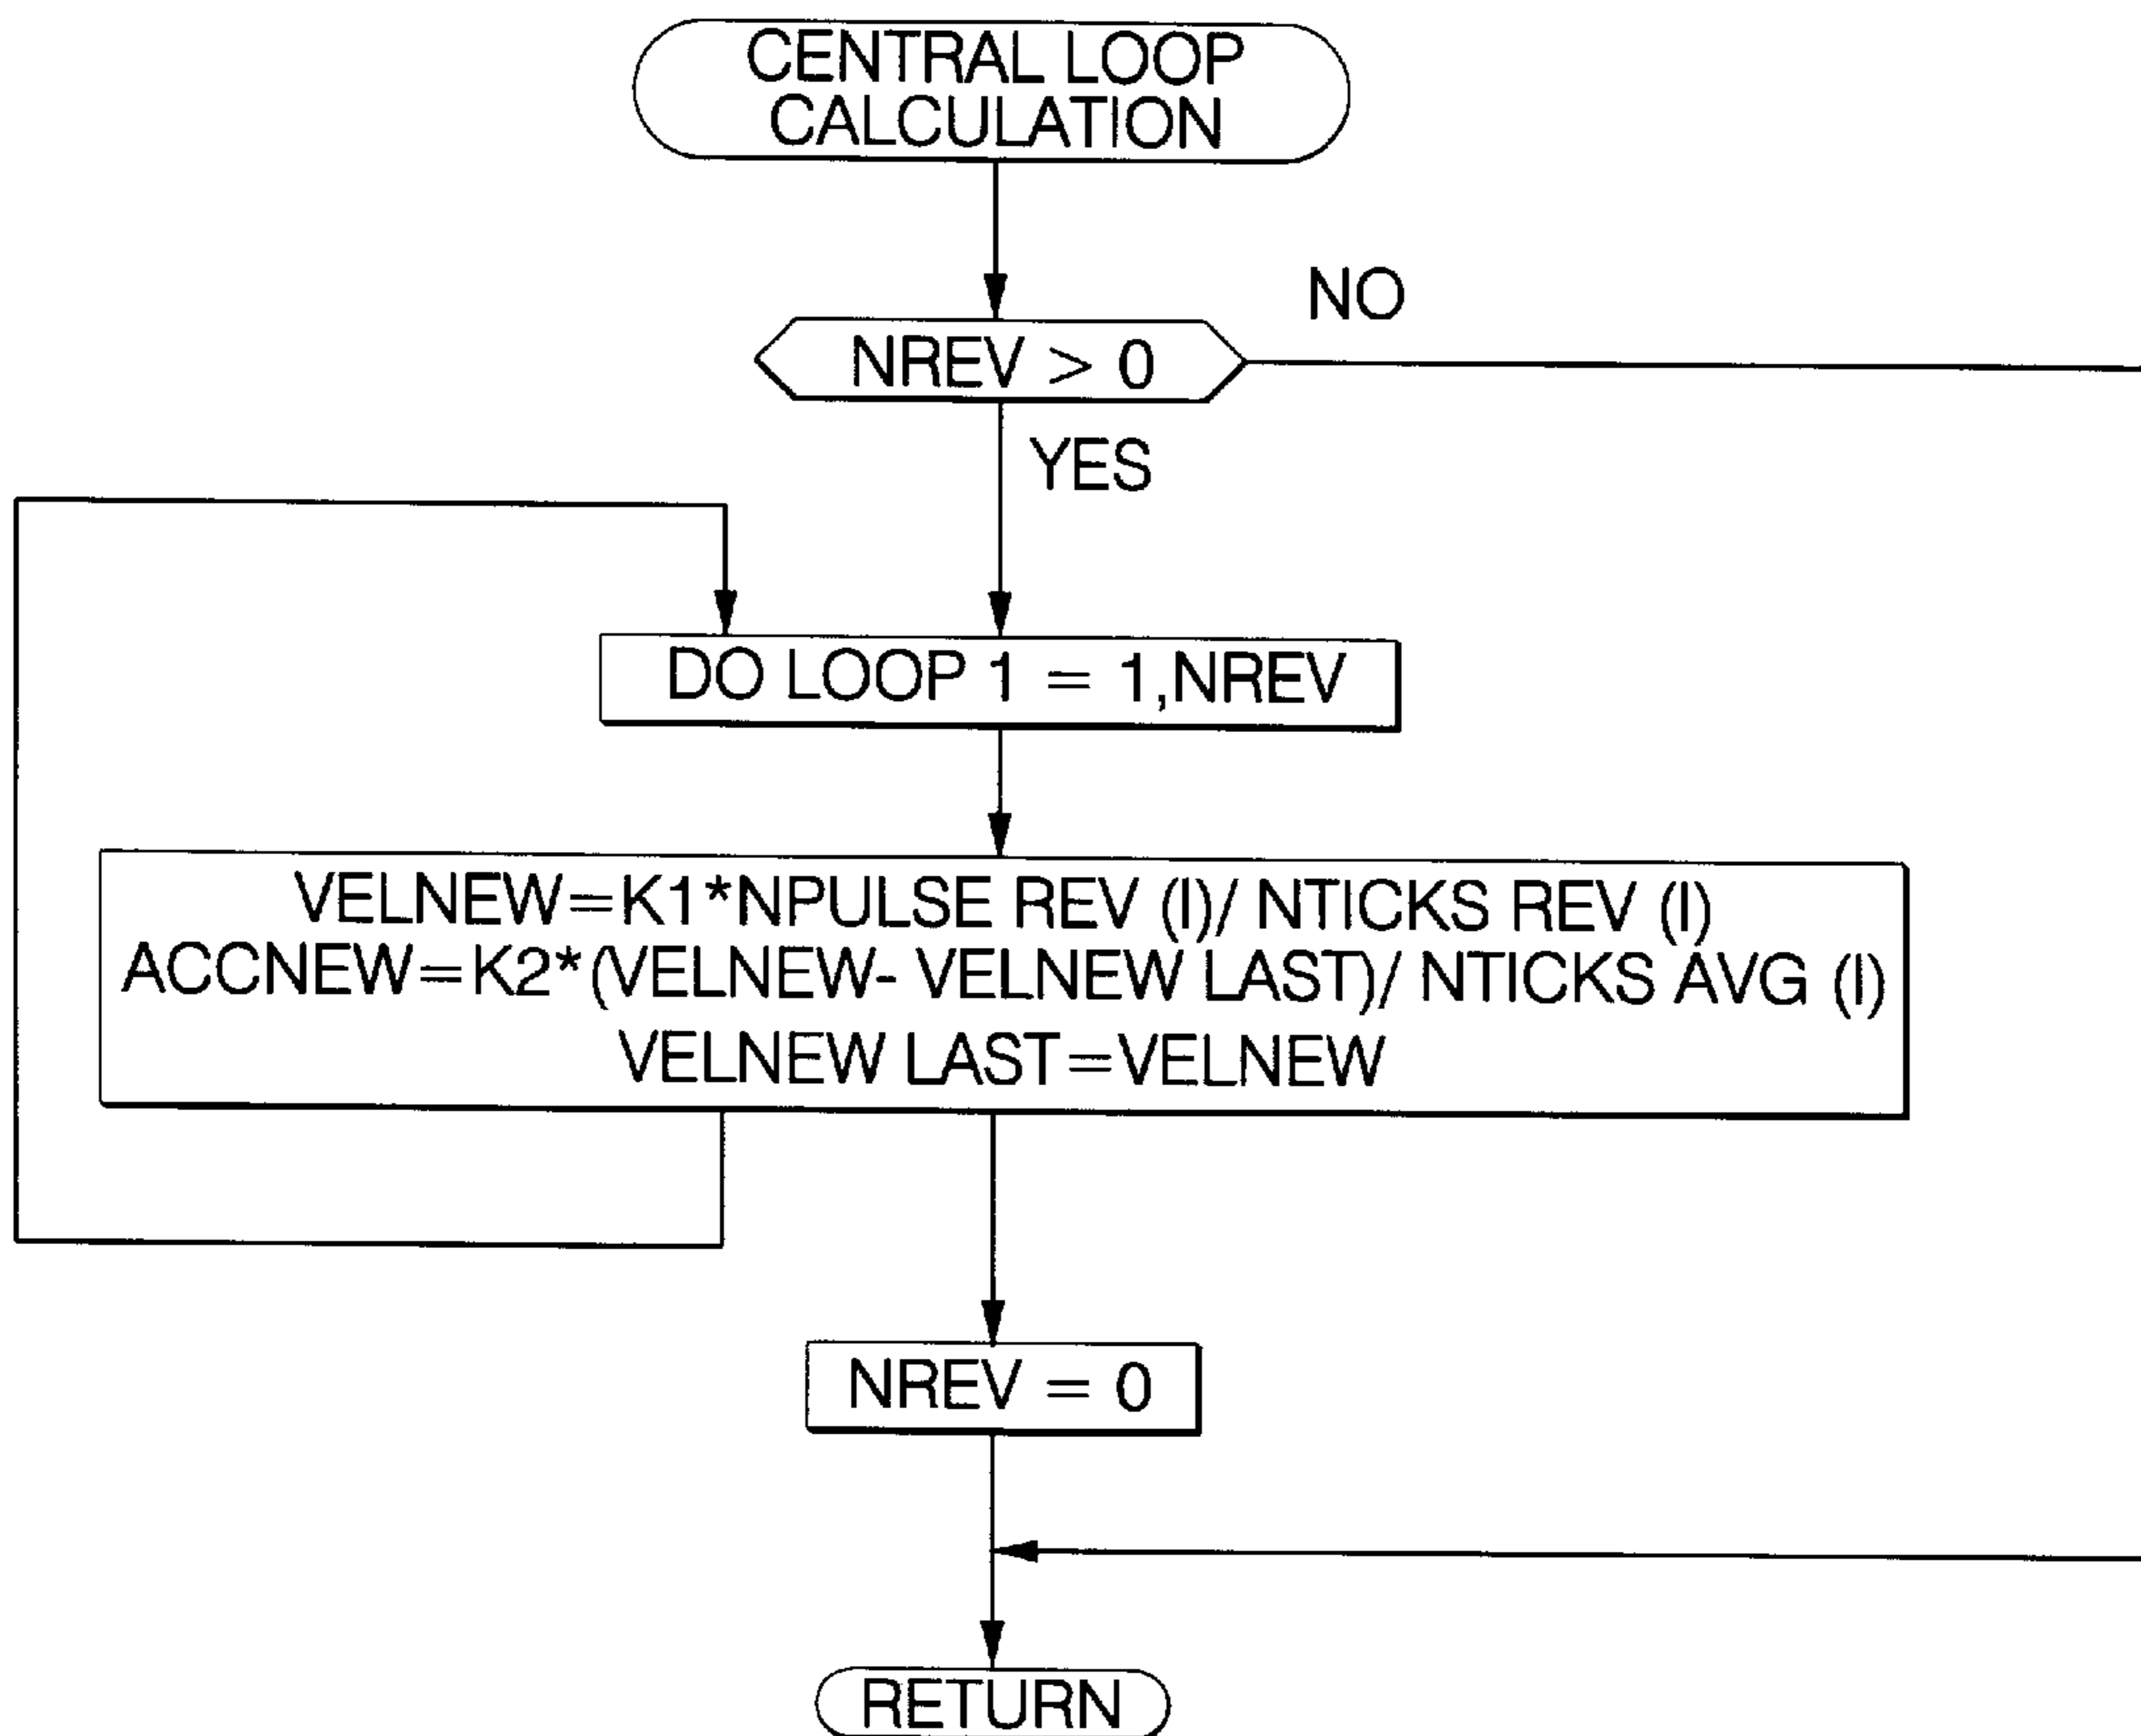 CENTRAL LOOP
CALCULATION
NO
NREV > 0
YES
DO LOOP 1 = 1,NREV
VELNEW=K1*NPULSE REV (I)/ NTICKS REV (I)
ACCNEW=K2*(VELNEW- VELNEW LAST)/ NTICKS AVG (I)
VELNEW LAST=VELNEW
NREV = 0
RETURN